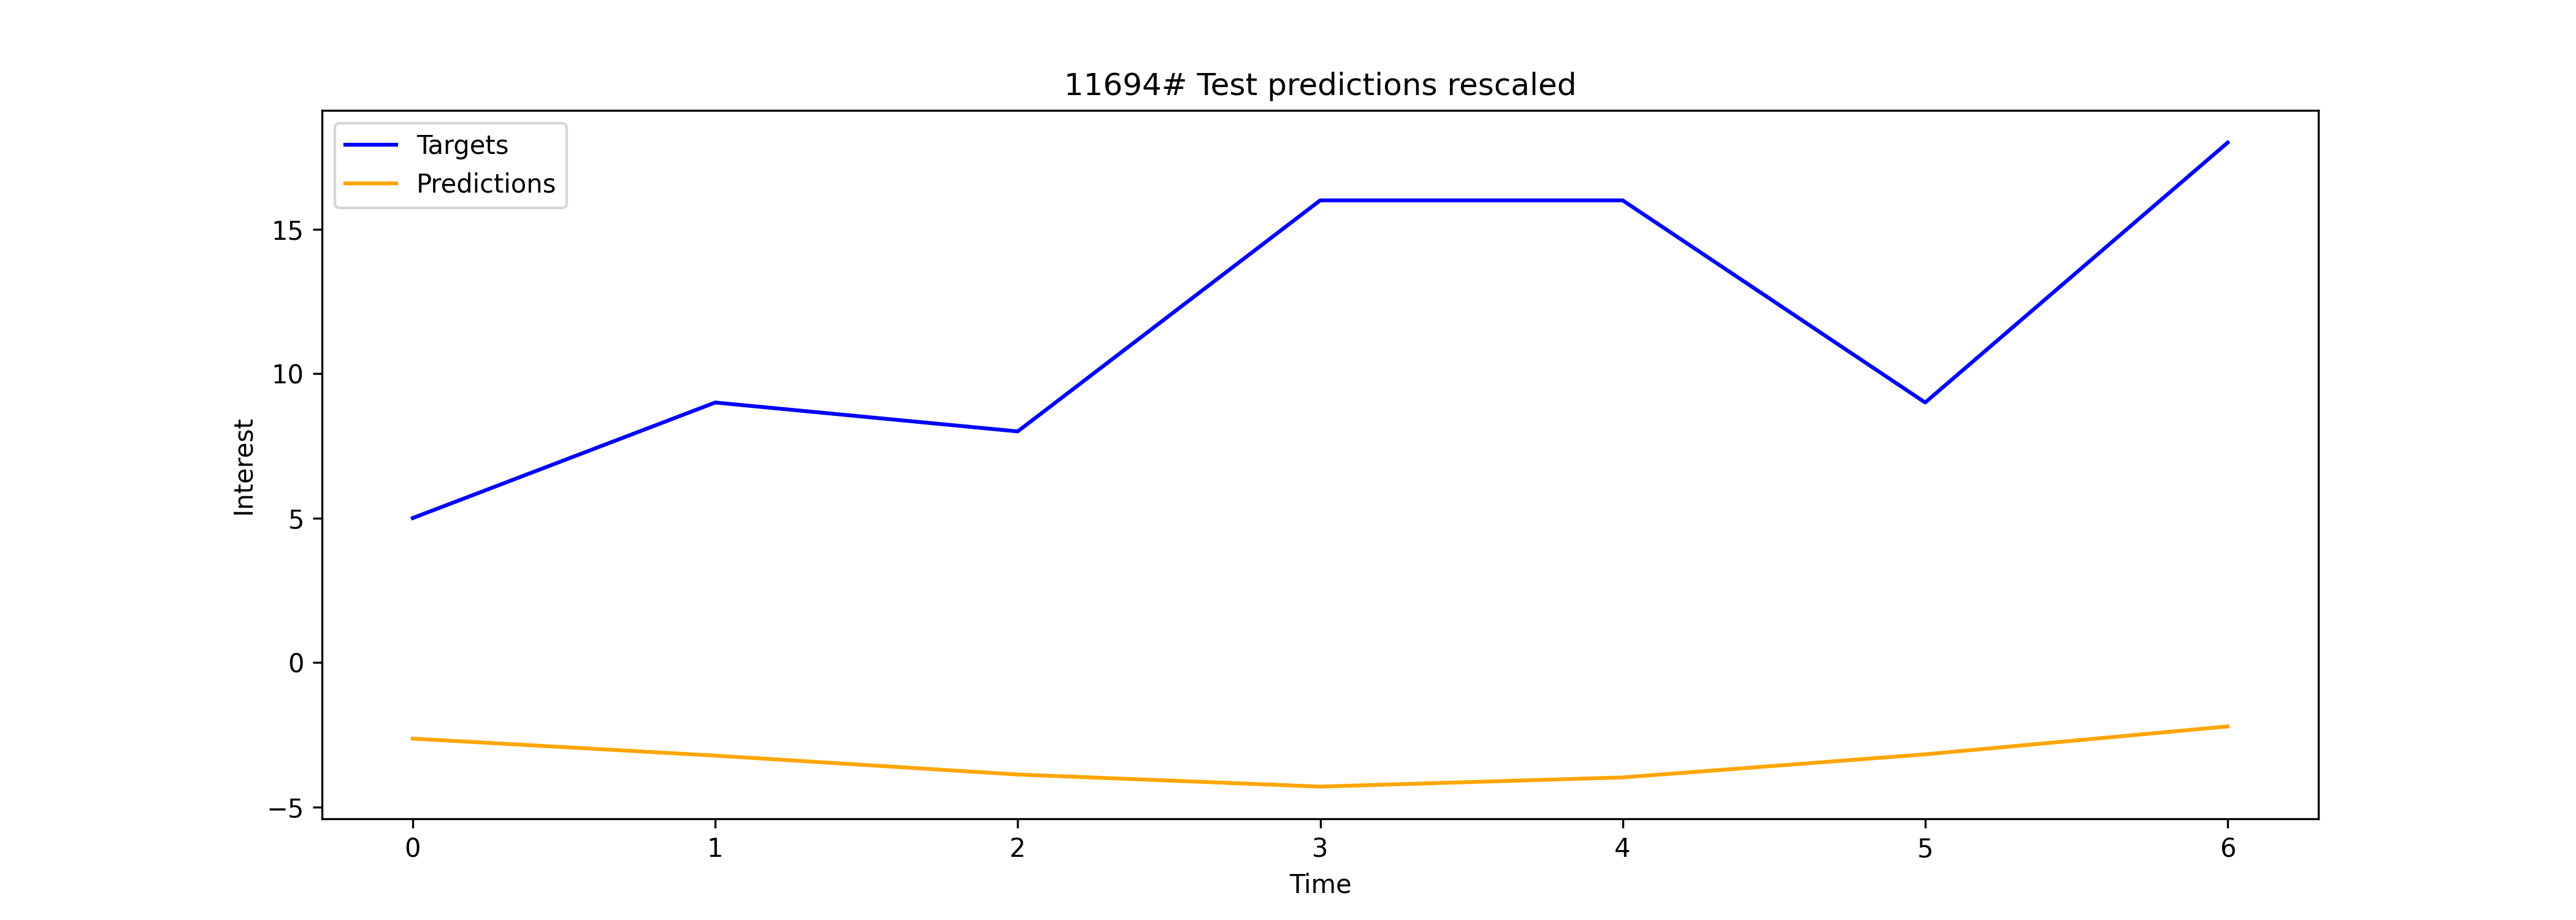 11694# Test predictions rescaled
Targets
Predictions
15
10
5
0
−5
Interest
0 1 2 3 4 5 6
Time